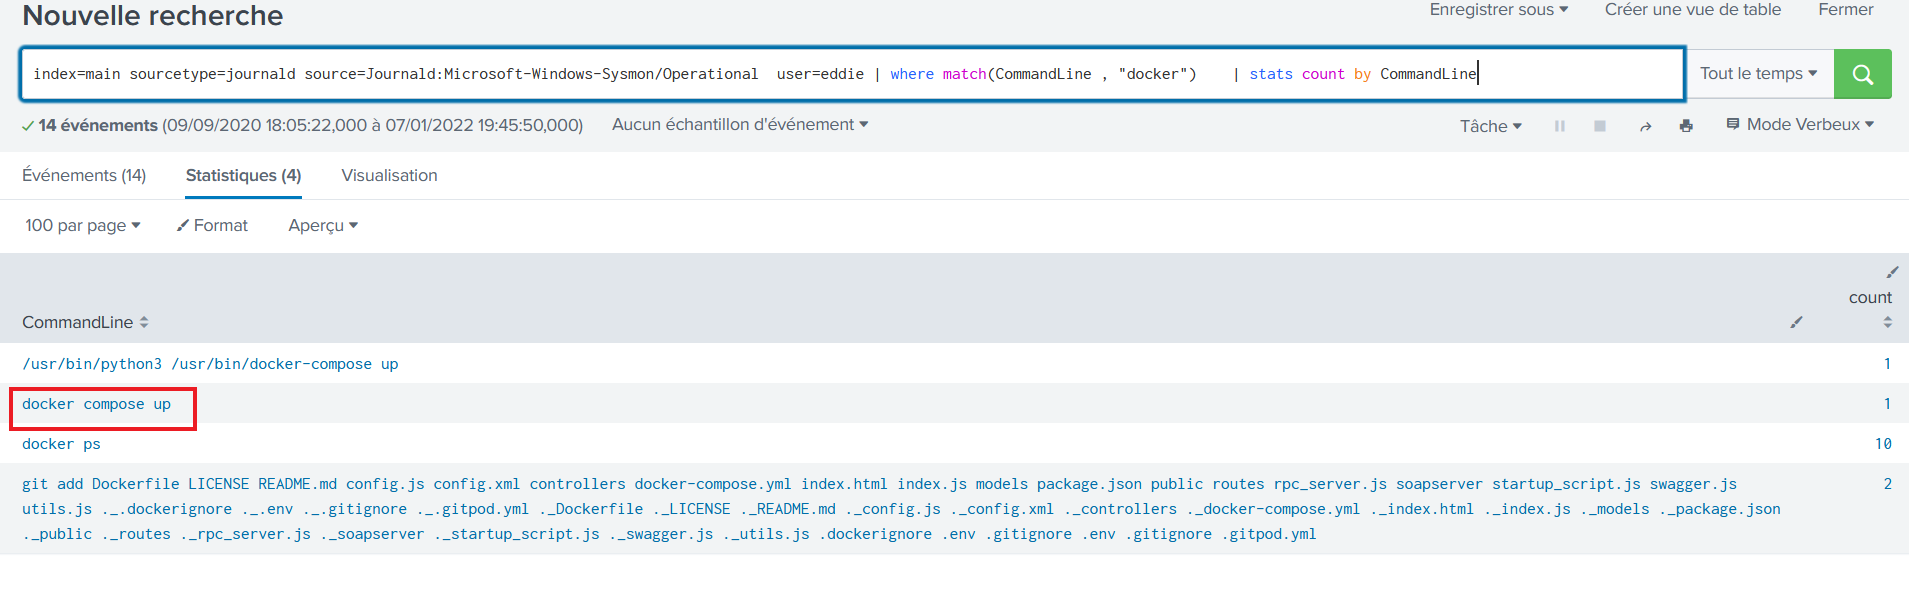 Nouvelle recherche
Enregistrer sous Créer une vue de table Fermer
index=main sourcetype=journald source=Journald:Microsoft-Windows-Sysmon/Operational user=eddie | where match(CommandLine , "docker") | stats count by CommandLine
Tout le temps
14 événements (09/09/2020 18:05:22,000 à 07/01/2022 19:45:50,000) Aucun échantillon d'événement
Tâche Mode Verbeux
Événements (14) Statistiques (4) Visualisation
100 par page Format Aperçu
CommandLine count
/usr/bin/python3 /usr/bin/docker-compose up 1
docker compose up 1
docker ps 10
git add Dockerfile LICENSE README.md config.js config.xml controllers docker-compose.yml index.html index.js models package.json public routes rpc_server.js soapserver startup_script.js swagger.js 2
utils.js ._.dockerignore ._.env ._.gitignore ._.gitpod.yml ._Dockerfile ._LICENSE ._README.md ._config.js ._config.xml ._controllers ._docker-compose.yml ._index.html ._index.js ._models ._package.json
._public ._routes ._rpc_server.js ._soapserver ._startup_script.js ._swagger.js ._utils.js .dockerignore .env .gitignore .env .gitignore .gitpod.yml